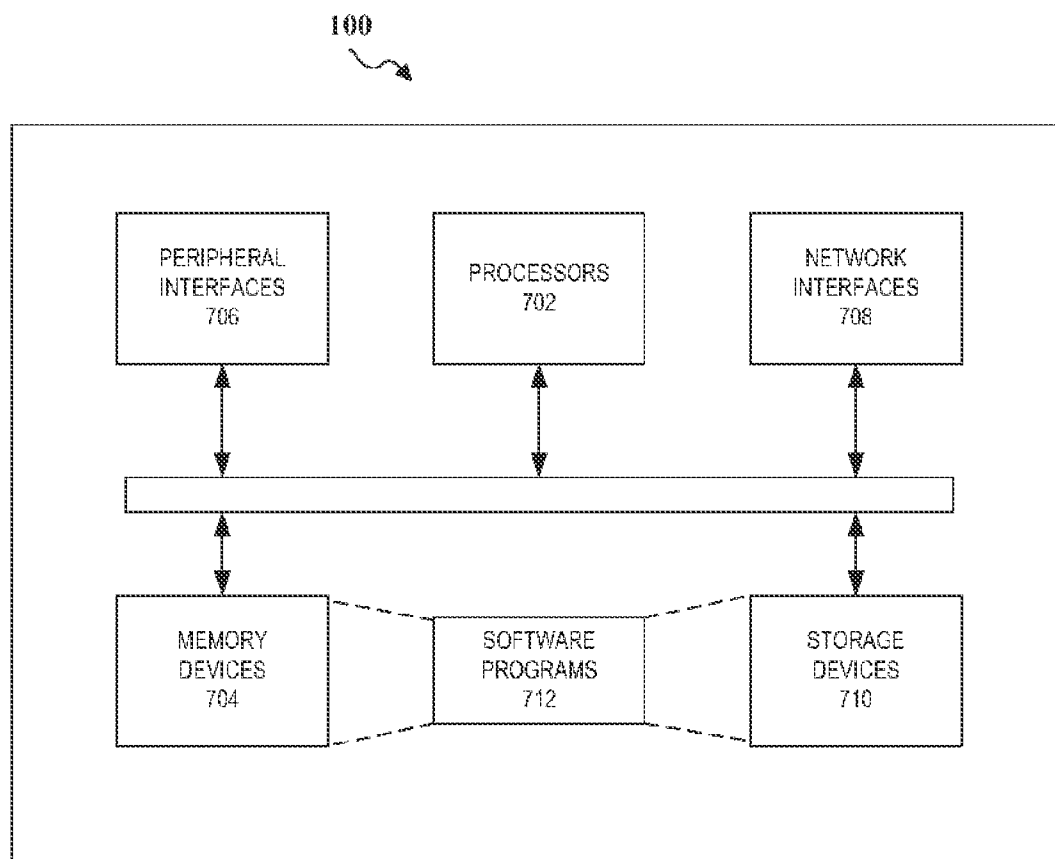 100
PERIPHERAL
INTERFACES
706
PROCESSORS
702
NETWORK
INTERFACES
708
MEMORY
DEVICES
704
SOFTWARE
PROGRAMS
712
STORAGE
DEVICES
710